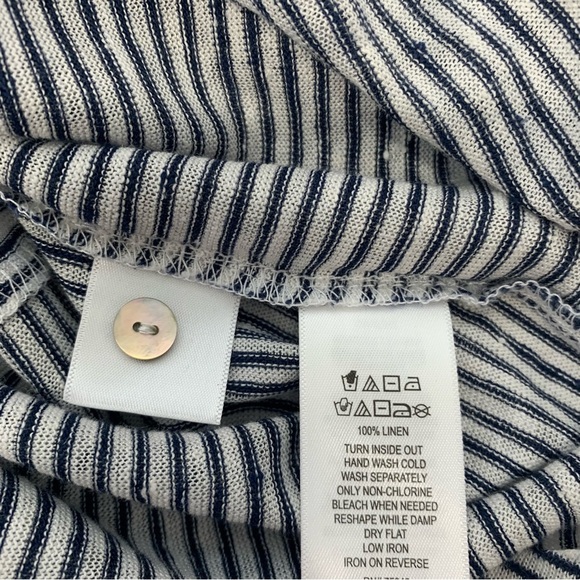 100% LINEN
TURN INSIDE OUT
HAND WASH COLD
WASH SEPARATELY
ONLY NON-CHLORINE
BLEACH WHEN NEEDED
RESHAPE WHILE DAMP
DRY FLAT
LOW IRON
IRON ON REVERSE